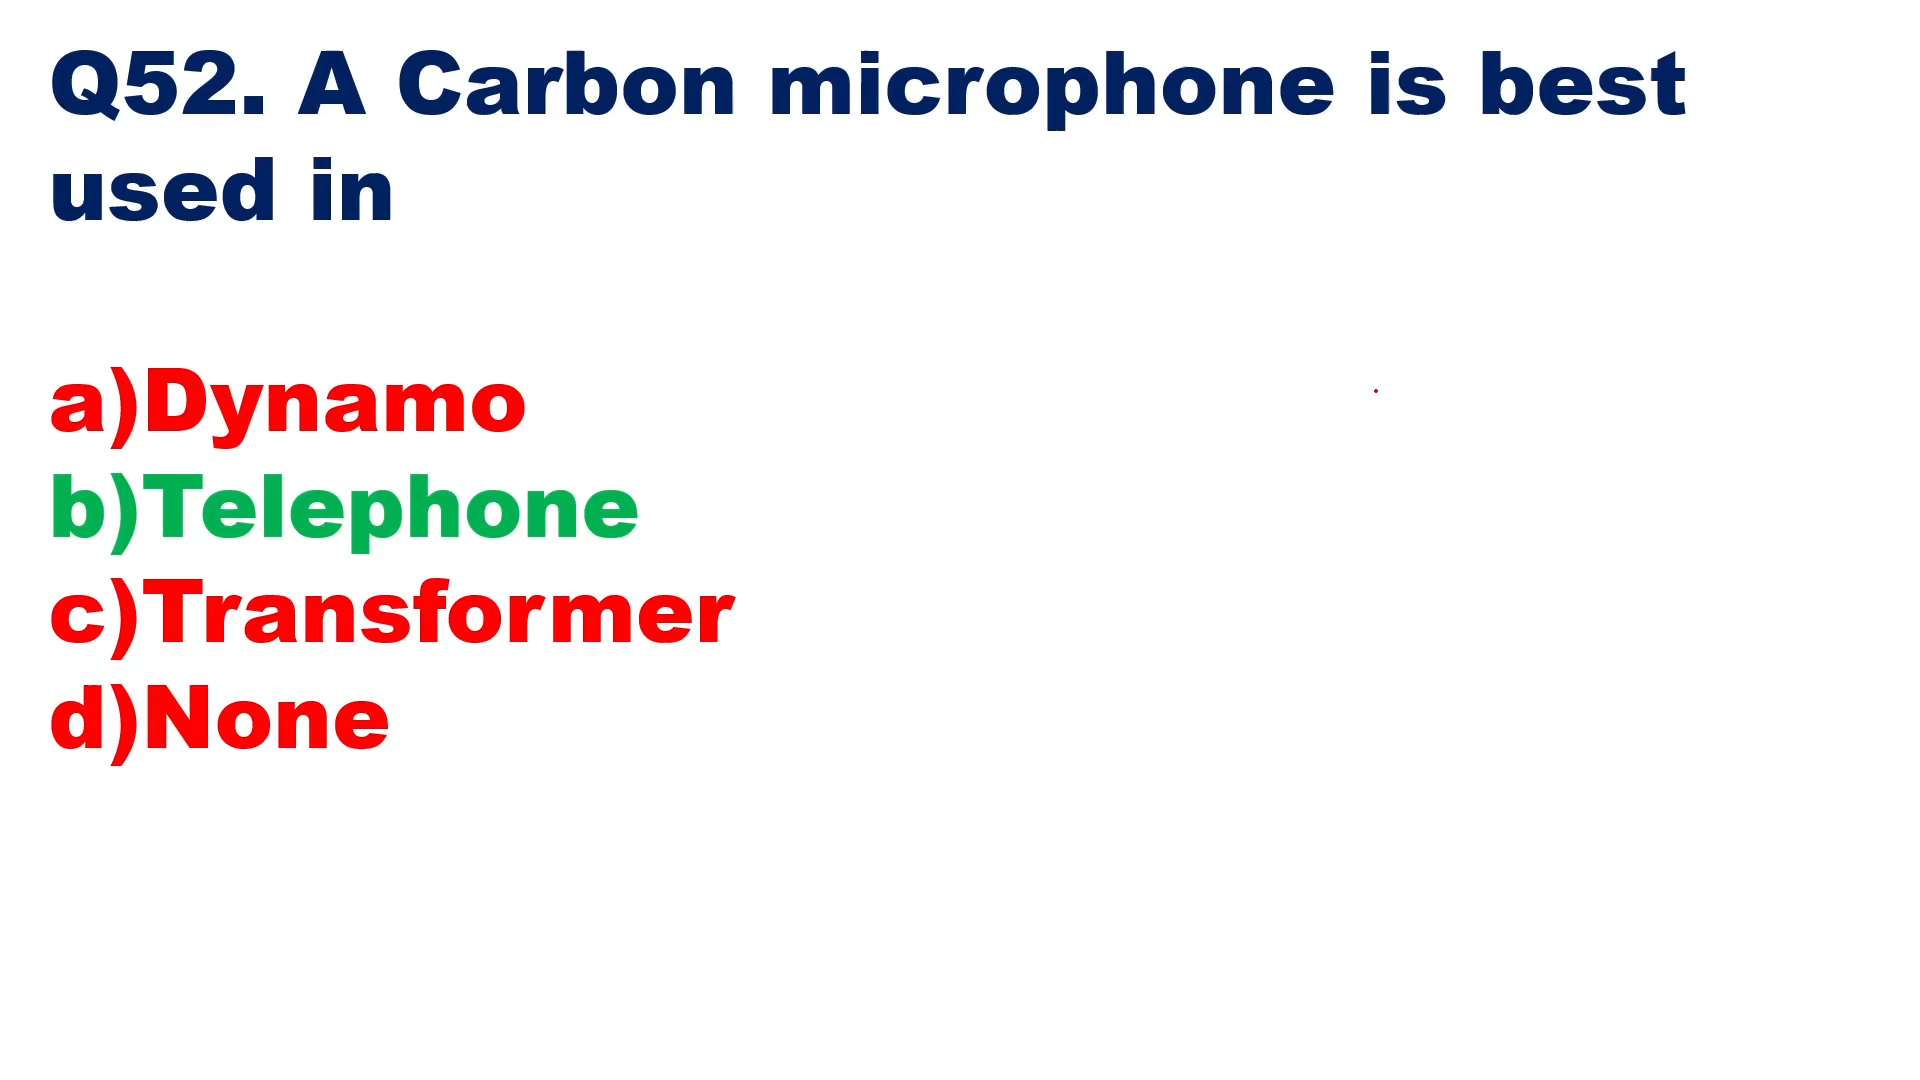 Q52. A Carbon microphone is best
used in
a)Dynamo
b)Telephone
c)Transformer
d)None